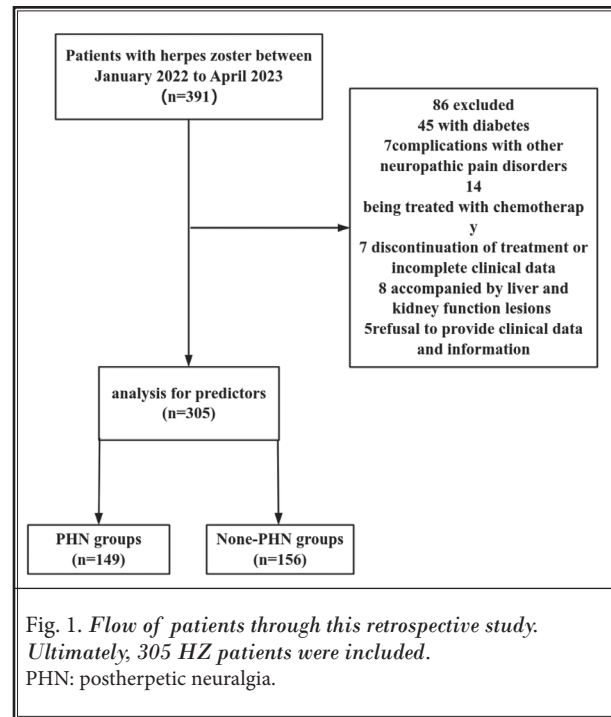 Patients with herpes zoster between
January 2022 to April 2023
(n=391)
86 excluded
45 with diabetes
7complications with other
neuropathic pain disorders
14
being treated with chemotherap
y
7 discontinuation of treatment or
incomplete clinical data
8 accompanied by liver and
kidney function lesions
5refusal to provide clinical data
and information
analysis for predictors
(n=305)
PHN groups
(n=149)
None-PHN groups
(n=156)
Fig. 1. Flow of patients through this retrospective study.
Ultimately, 305 HZ patients were included.
PHN: postherpetic neuralgia.